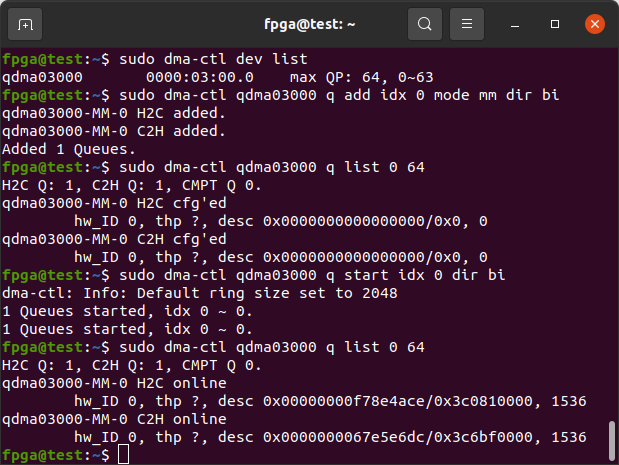 fpga@test: ~
fpga@test:~$ sudo dma-ctl dev list
qdma03000       0000:03:00.0    max QP: 64, 0~63
fpga@test:~$ sudo dma-ctl qdma03000 q add idx 0 mode mm dir bi
qdma03000-MM-0 H2C added.
qdma03000-MM-0 C2H added.
Added 1 Queues.
fpga@test:~$ sudo dma-ctl qdma03000 q list 0 64
H2C Q: 1, C2H Q: 1, CMPT Q 0.
qdma03000-MM-0 H2C cfg'ed
        hw_ID 0, thp ?, desc 0x0000000000000000/0x0, 0
qdma03000-MM-0 C2H cfg'ed
        hw_ID 0, thp ?, desc 0x0000000000000000/0x0, 0
fpga@test:~$ sudo dma-ctl qdma03000 q start idx 0 dir bi
dma-ctl: Info: Default ring size set to 2048
1 Queues started, idx 0 ~ 0.
1 Queues started, idx 0 ~ 0.
fpga@test:~$ sudo dma-ctl qdma03000 q list 0 64
H2C Q: 1, C2H Q: 1, CMPT Q 0.
qdma03000-MM-0 H2C online
        hw_ID 0, thp ?, desc 0x00000000f78e4ace/0x3c0810000, 1536
qdma03000-MM-0 C2H online
        hw_ID 0, thp ?, desc 0x0000000067e5e6dc/0x3c6bf0000, 1536
fpga@test:~$